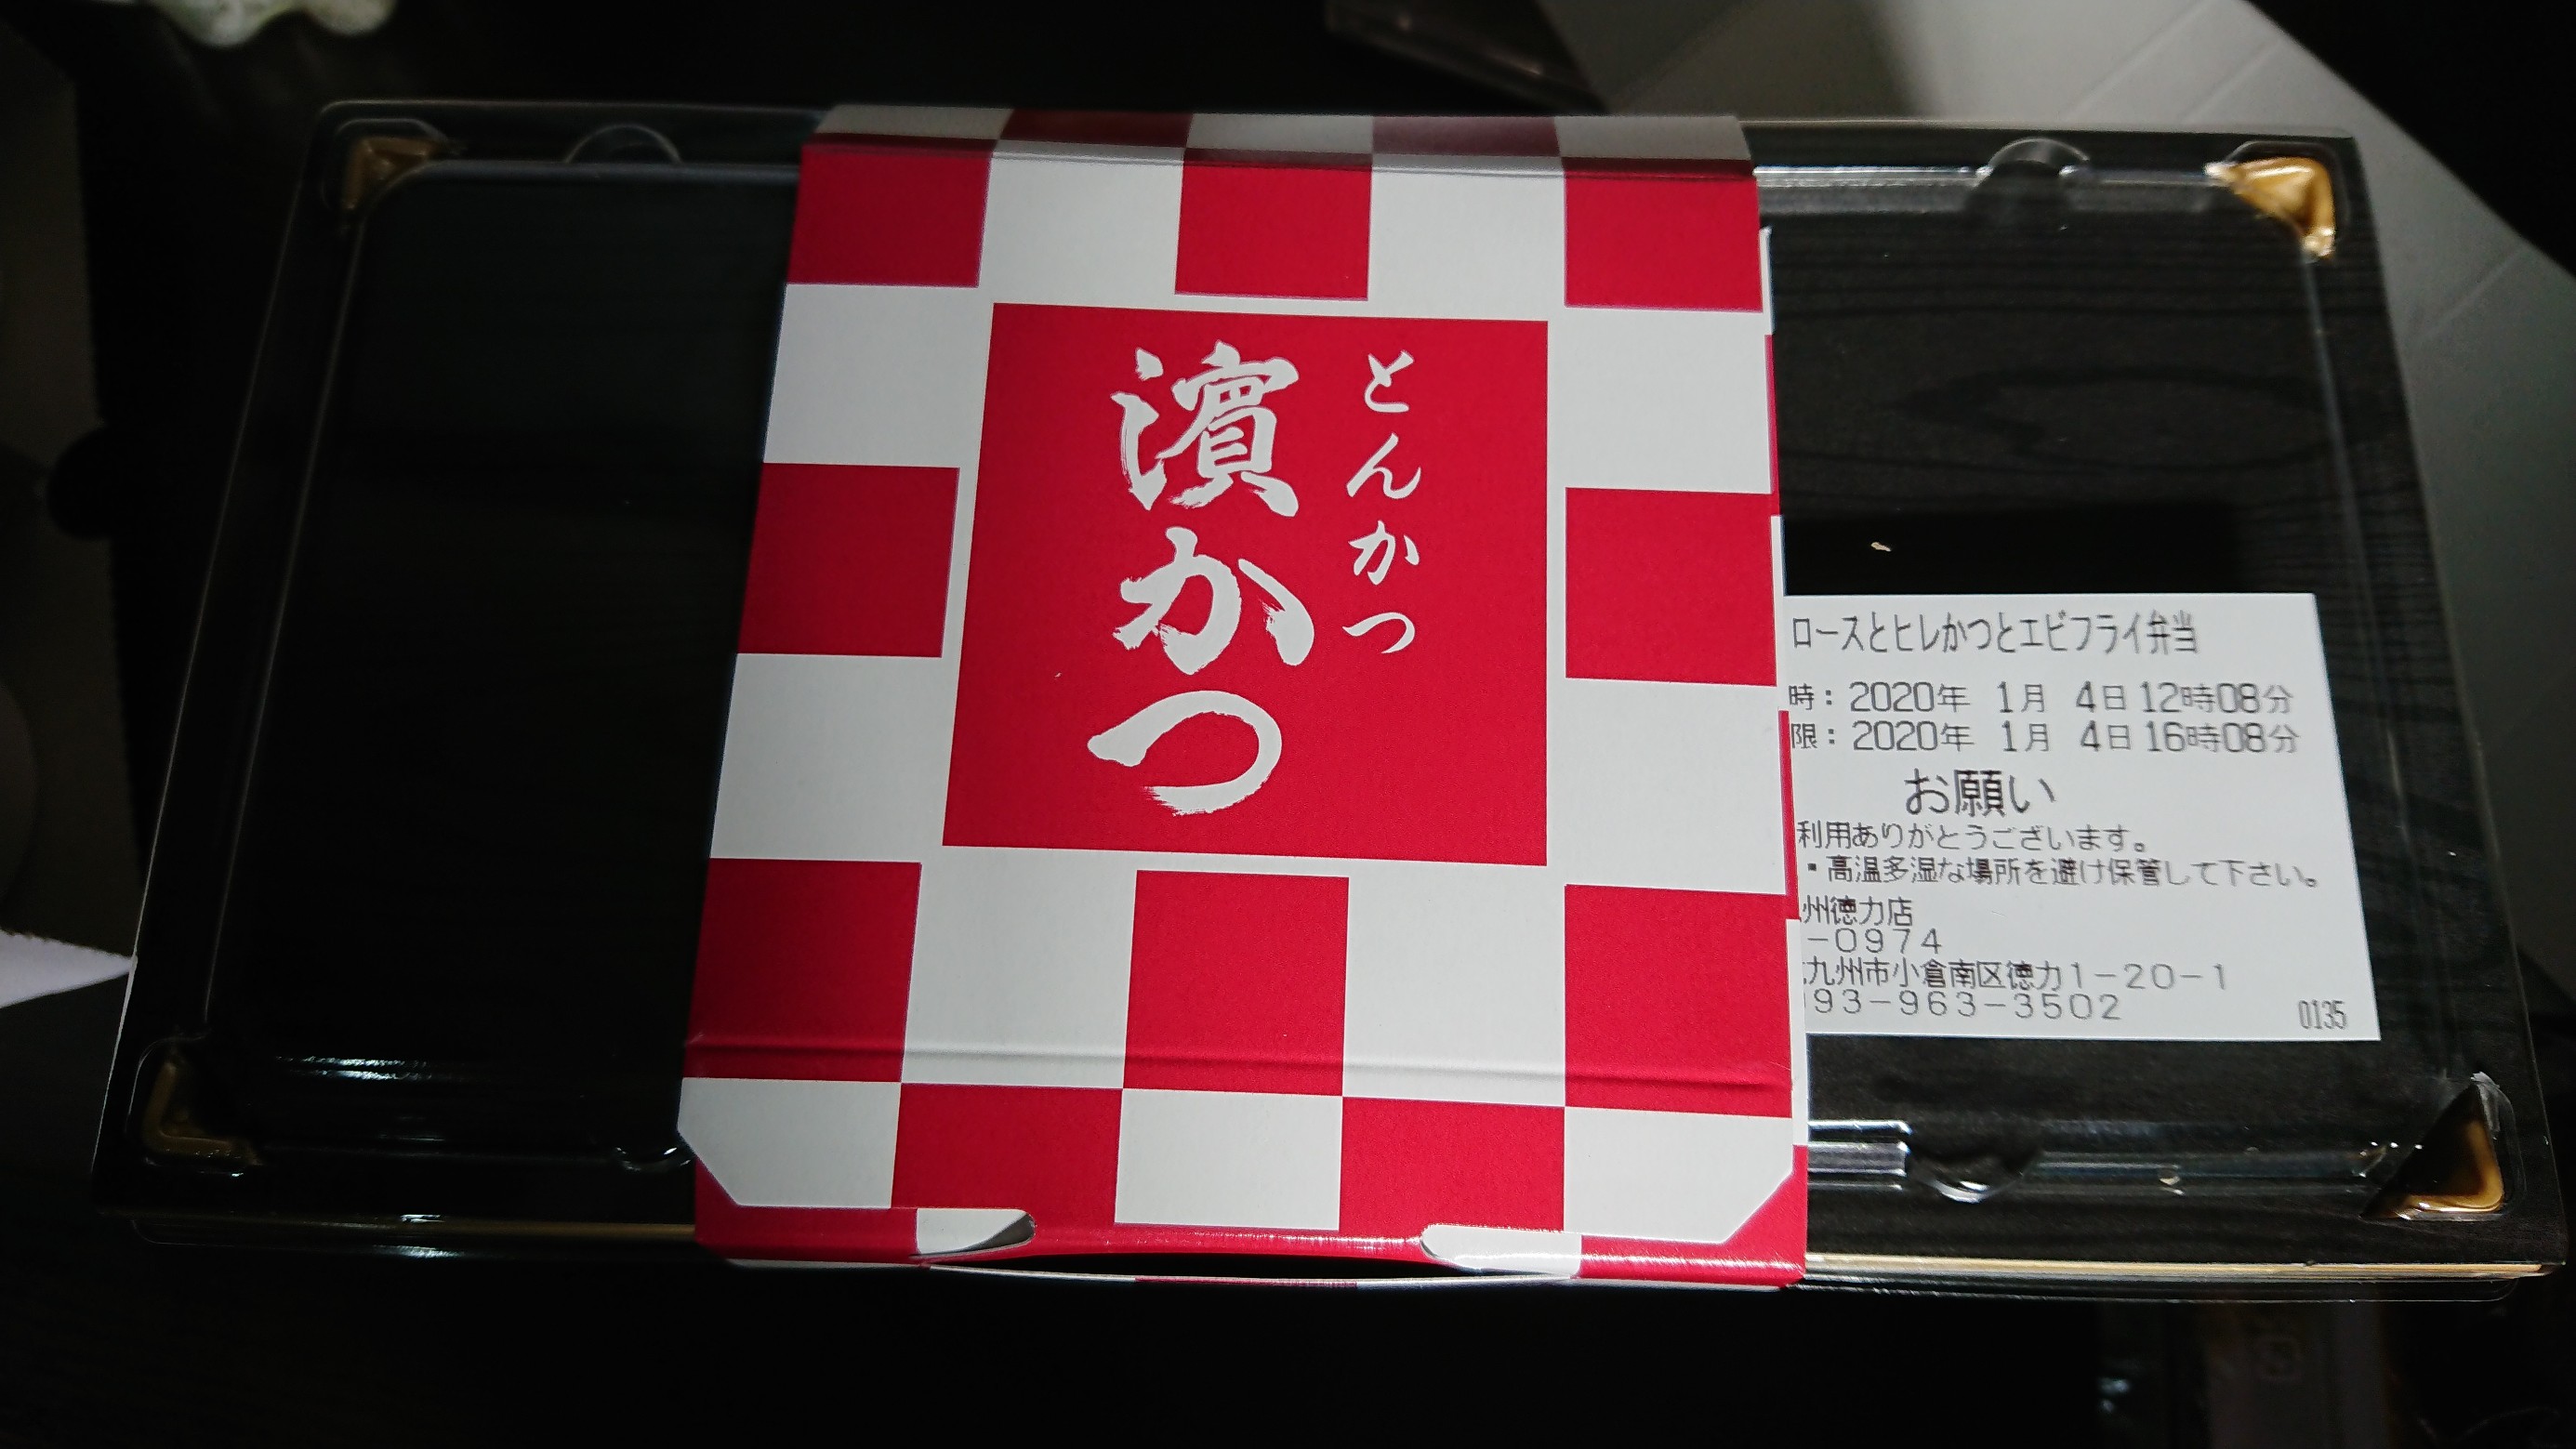 とんかつ
濵かつ
ロースとヒレかつとエビフライ弁当
時：2020年 1月 4日12時08分
限：2020年 1月 4日16時08分
お願い
利用ありがとうございます。
・高温多湿な場所を避け保管して下さい。
州徳力店
－0974
九州市小倉南区徳力1－20－1
93－963－3502
0135